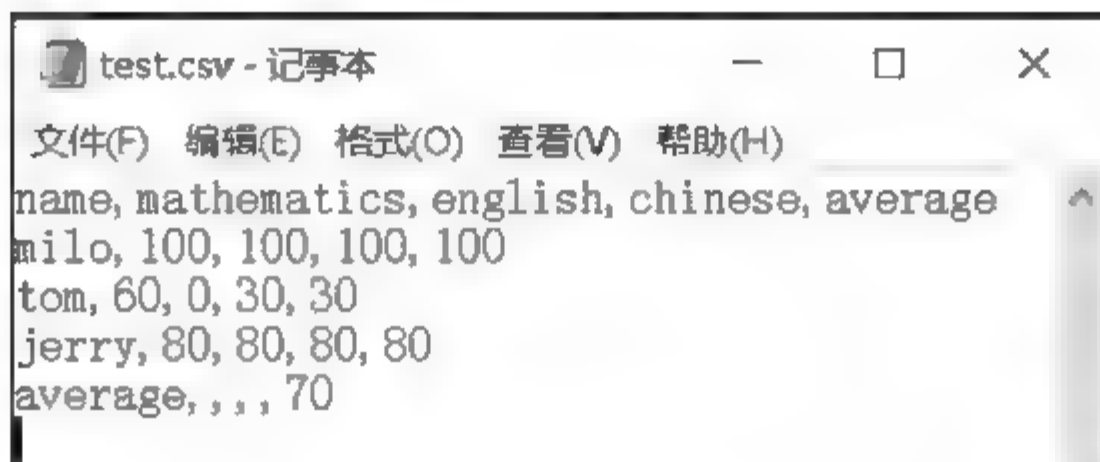 test.csv - 记事本
文件(F) 编辑(E) 格式(O) 查看(V) 帮助(H)
name,mathematics,english,chinese,average
milo,100,100,100,100
tom,60,0,30,30
jerry,80,80,80,80
average,,,,70